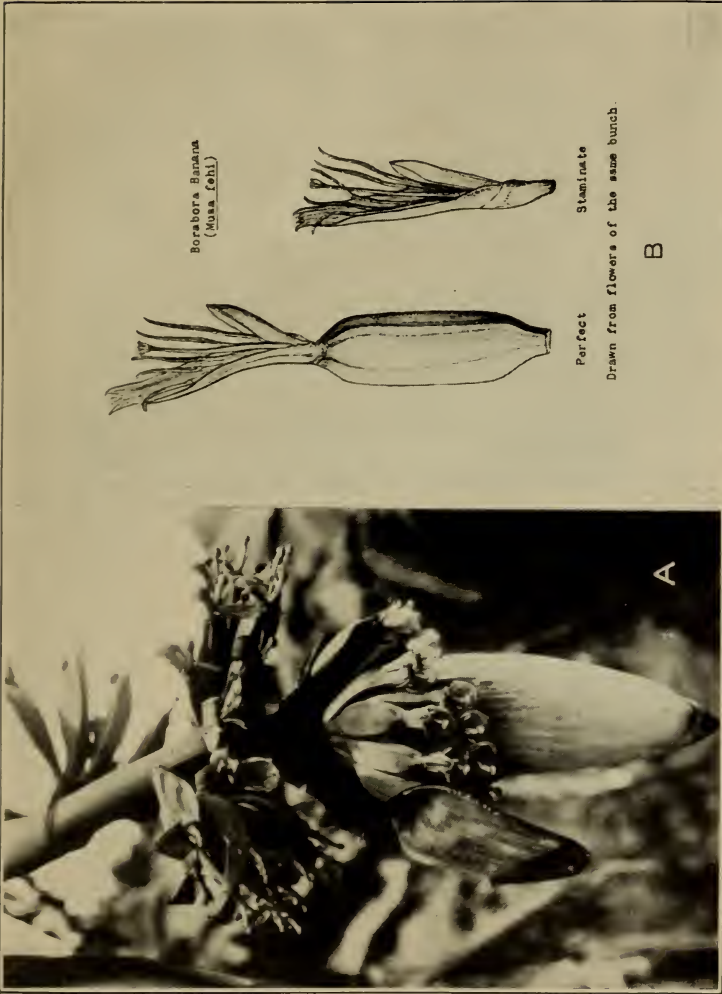 Borabora Banana
(Musa fehi)
Perfect
Staminate
Drawn from flowers of the same bunch.
A
B